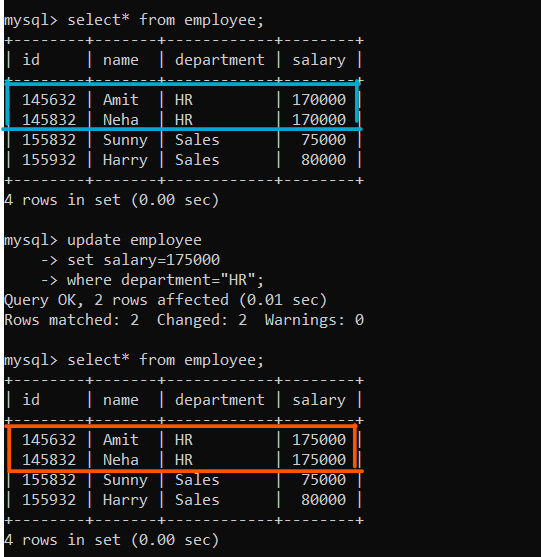 mysql> select* from employee;
+--------+-------+------------+--------+
| id     | name  | department | salary |
+--------+-------+------------+--------+
| 145632 | Amit  | HR         | 170000 |
| 145832 | Neha  | HR         | 170000 |
| 155832 | Sunny | Sales      |  75000 |
| 155932 | Harry | Sales      |  80000 |
+--------+-------+------------+--------+
4 rows in set (0.00 sec)
mysql> update employee
    -> set salary=175000
    -> where department="HR";
Query OK, 2 rows affected (0.01 sec)
Rows matched: 2  Changed: 2  Warnings: 0
mysql> select* from employee;
+--------+-------+------------+--------+
| id     | name  | department | salary |
+--------+-------+------------+--------+
| 145632 | Amit  | HR         | 175000 |
| 145832 | Neha  | HR         | 175000 |
| 155832 | Sunny | Sales      |  75000 |
| 155932 | Harry | Sales      |  80000 |
+--------+-------+------------+--------+
4 rows in set (0.00 sec)